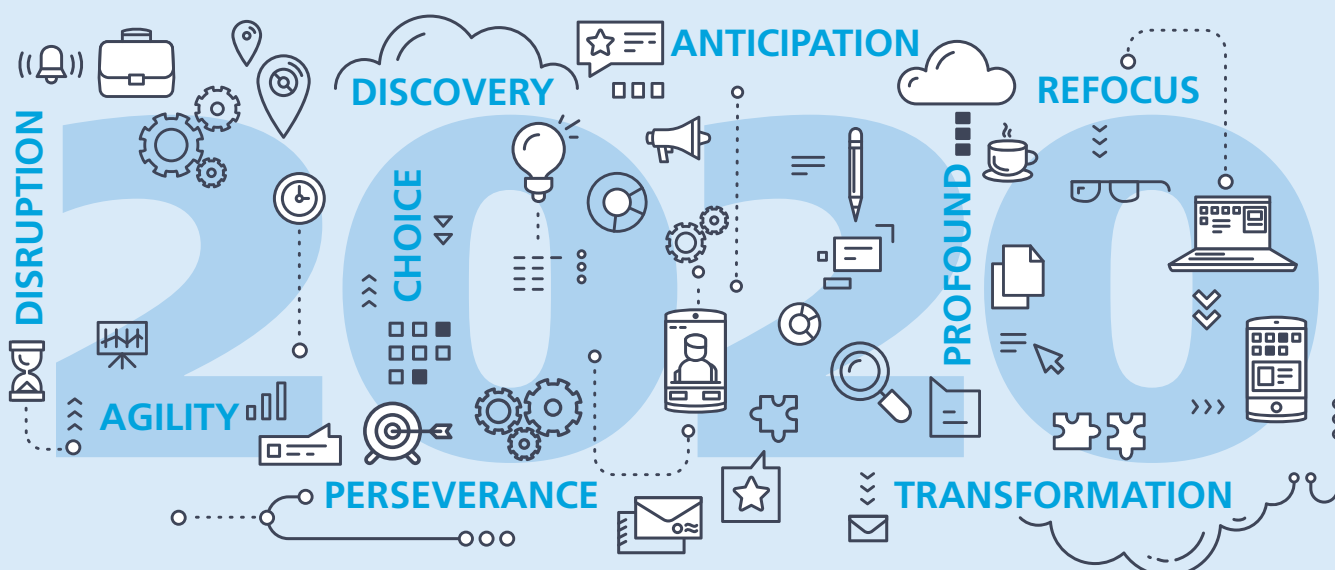 ANTICIPATION
DISCOVERY
REFOCUS
DISRUPTION
CHOICE
PROFOUND
2020
AGILITY
PERSEVERANCE
TRANSFORMATION